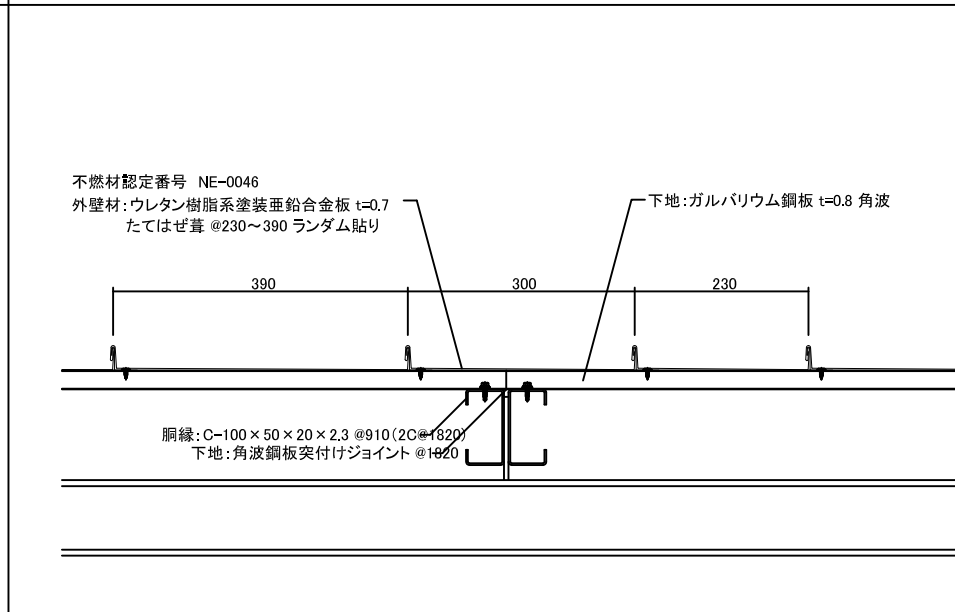 不燃材認定番号 NE-0046
外壁材：ウレタン樹脂系塗装亜鉛合金板 t=0.7
たてはぜ葺 @230～390 ランダム貼り
下地：ガルバリウム鋼板 t=0.8 角波
390
300
230
胴縁：C-100×50×20×2.3 @910(2C@1820)
下地：角波鋼板突付けジョイント @1820